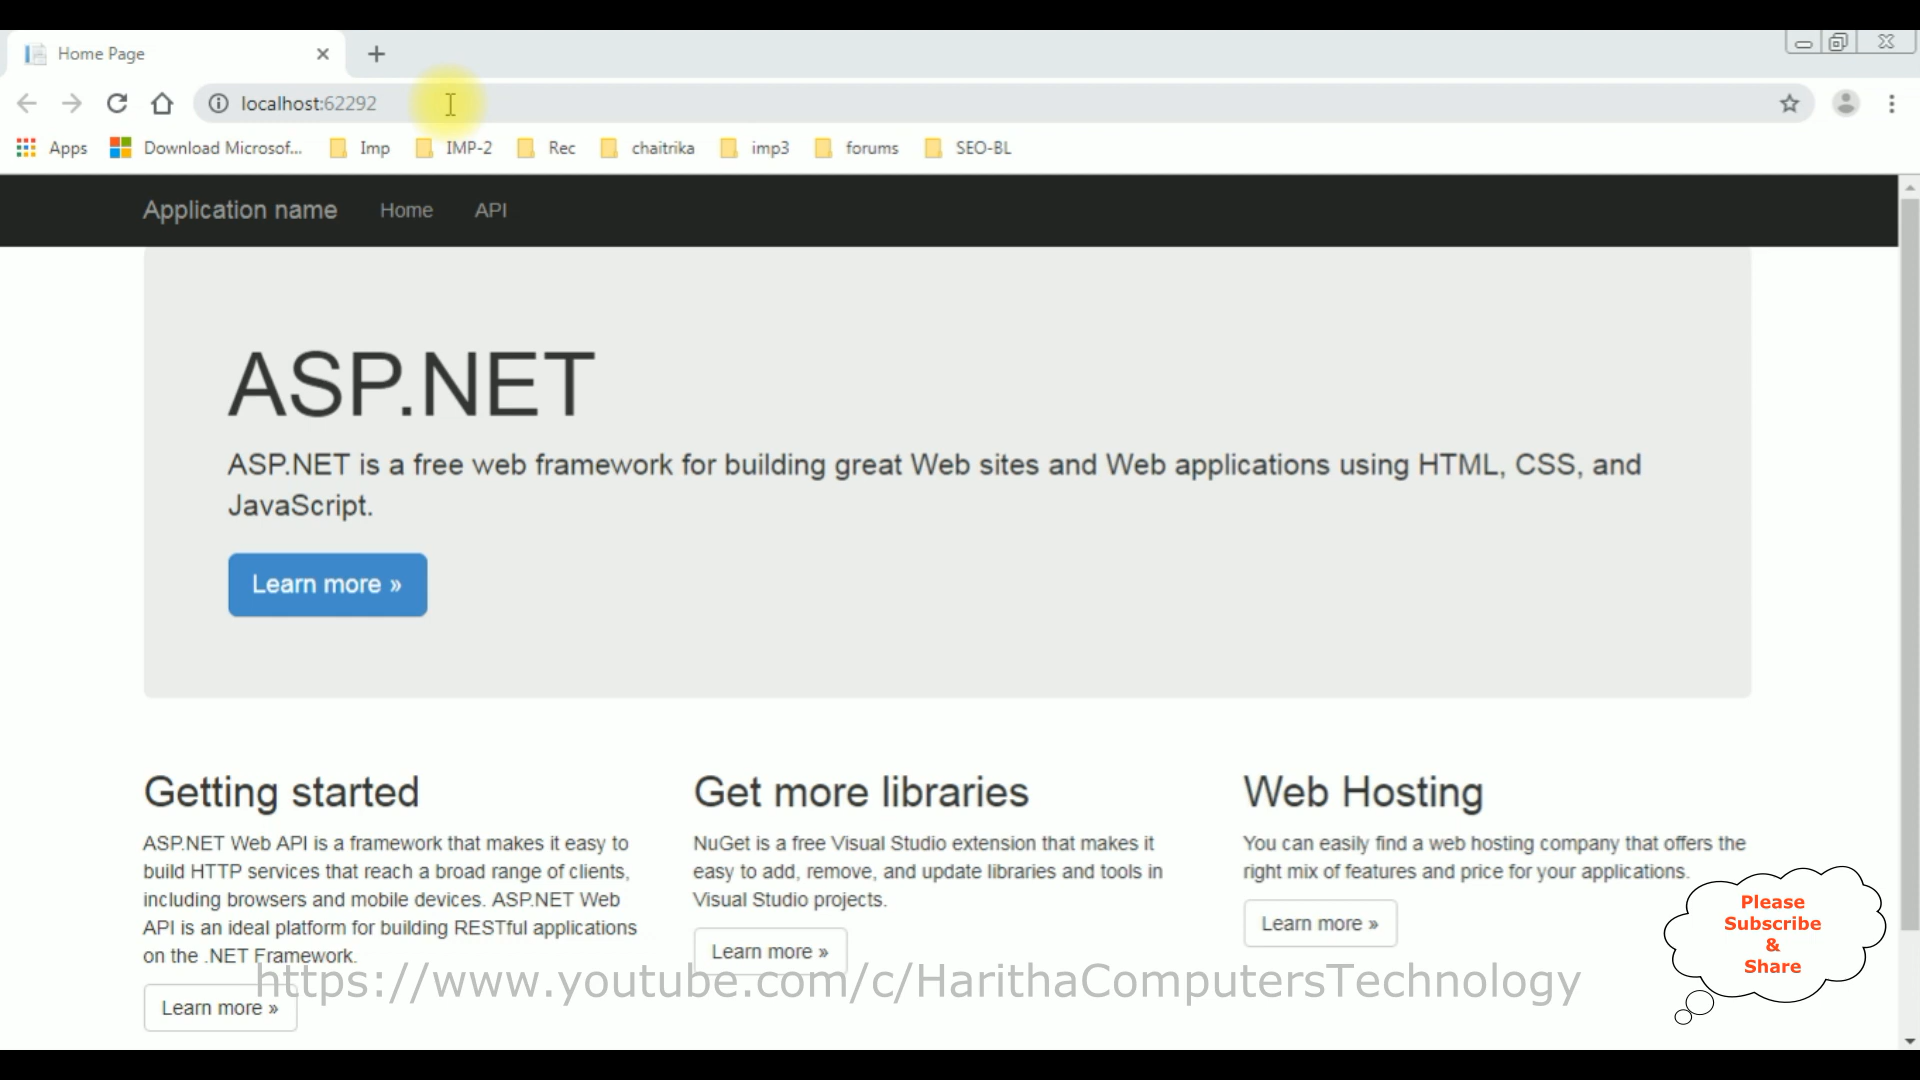 Home Page
localhost:62292
Apps
Download Microsof...
Imp
IMP-2
Rec
chaitrika
imp3
forums
SEO-BL
Application name
Home
API
ASP.NET
ASP.NET is a free web framework for building great Web sites and Web applications using HTML, CSS, and
JavaScript.
Learn more »
Getting started
ASP.NET Web API is a framework that makes it easy to
build HTTP services that reach a broad range of clients,
including browsers and mobile devices. ASP.NET Web
API is an ideal platform for building RESTful applications
on the .NET Framework.
Learn more »
Get more libraries
NuGet is a free Visual Studio extension that makes it
easy to add, remove, and update libraries and tools in
Visual Studio projects.
Learn more »
Web Hosting
You can easily find a web hosting company that offers the
right mix of features and price for your applications.
Learn more »
Please
Subscribe
&
Share
https://www.youtube.com/c/HarithaComputersTechnology